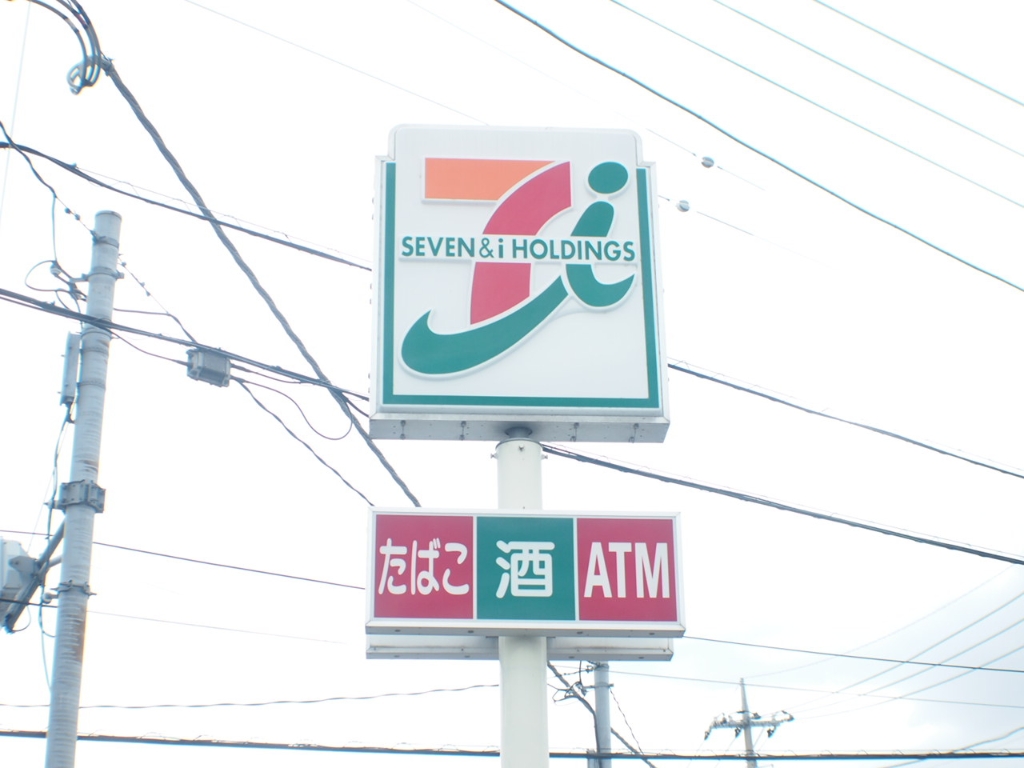 SEVEN & i HOLDINGS
たばこ 酒 ATM